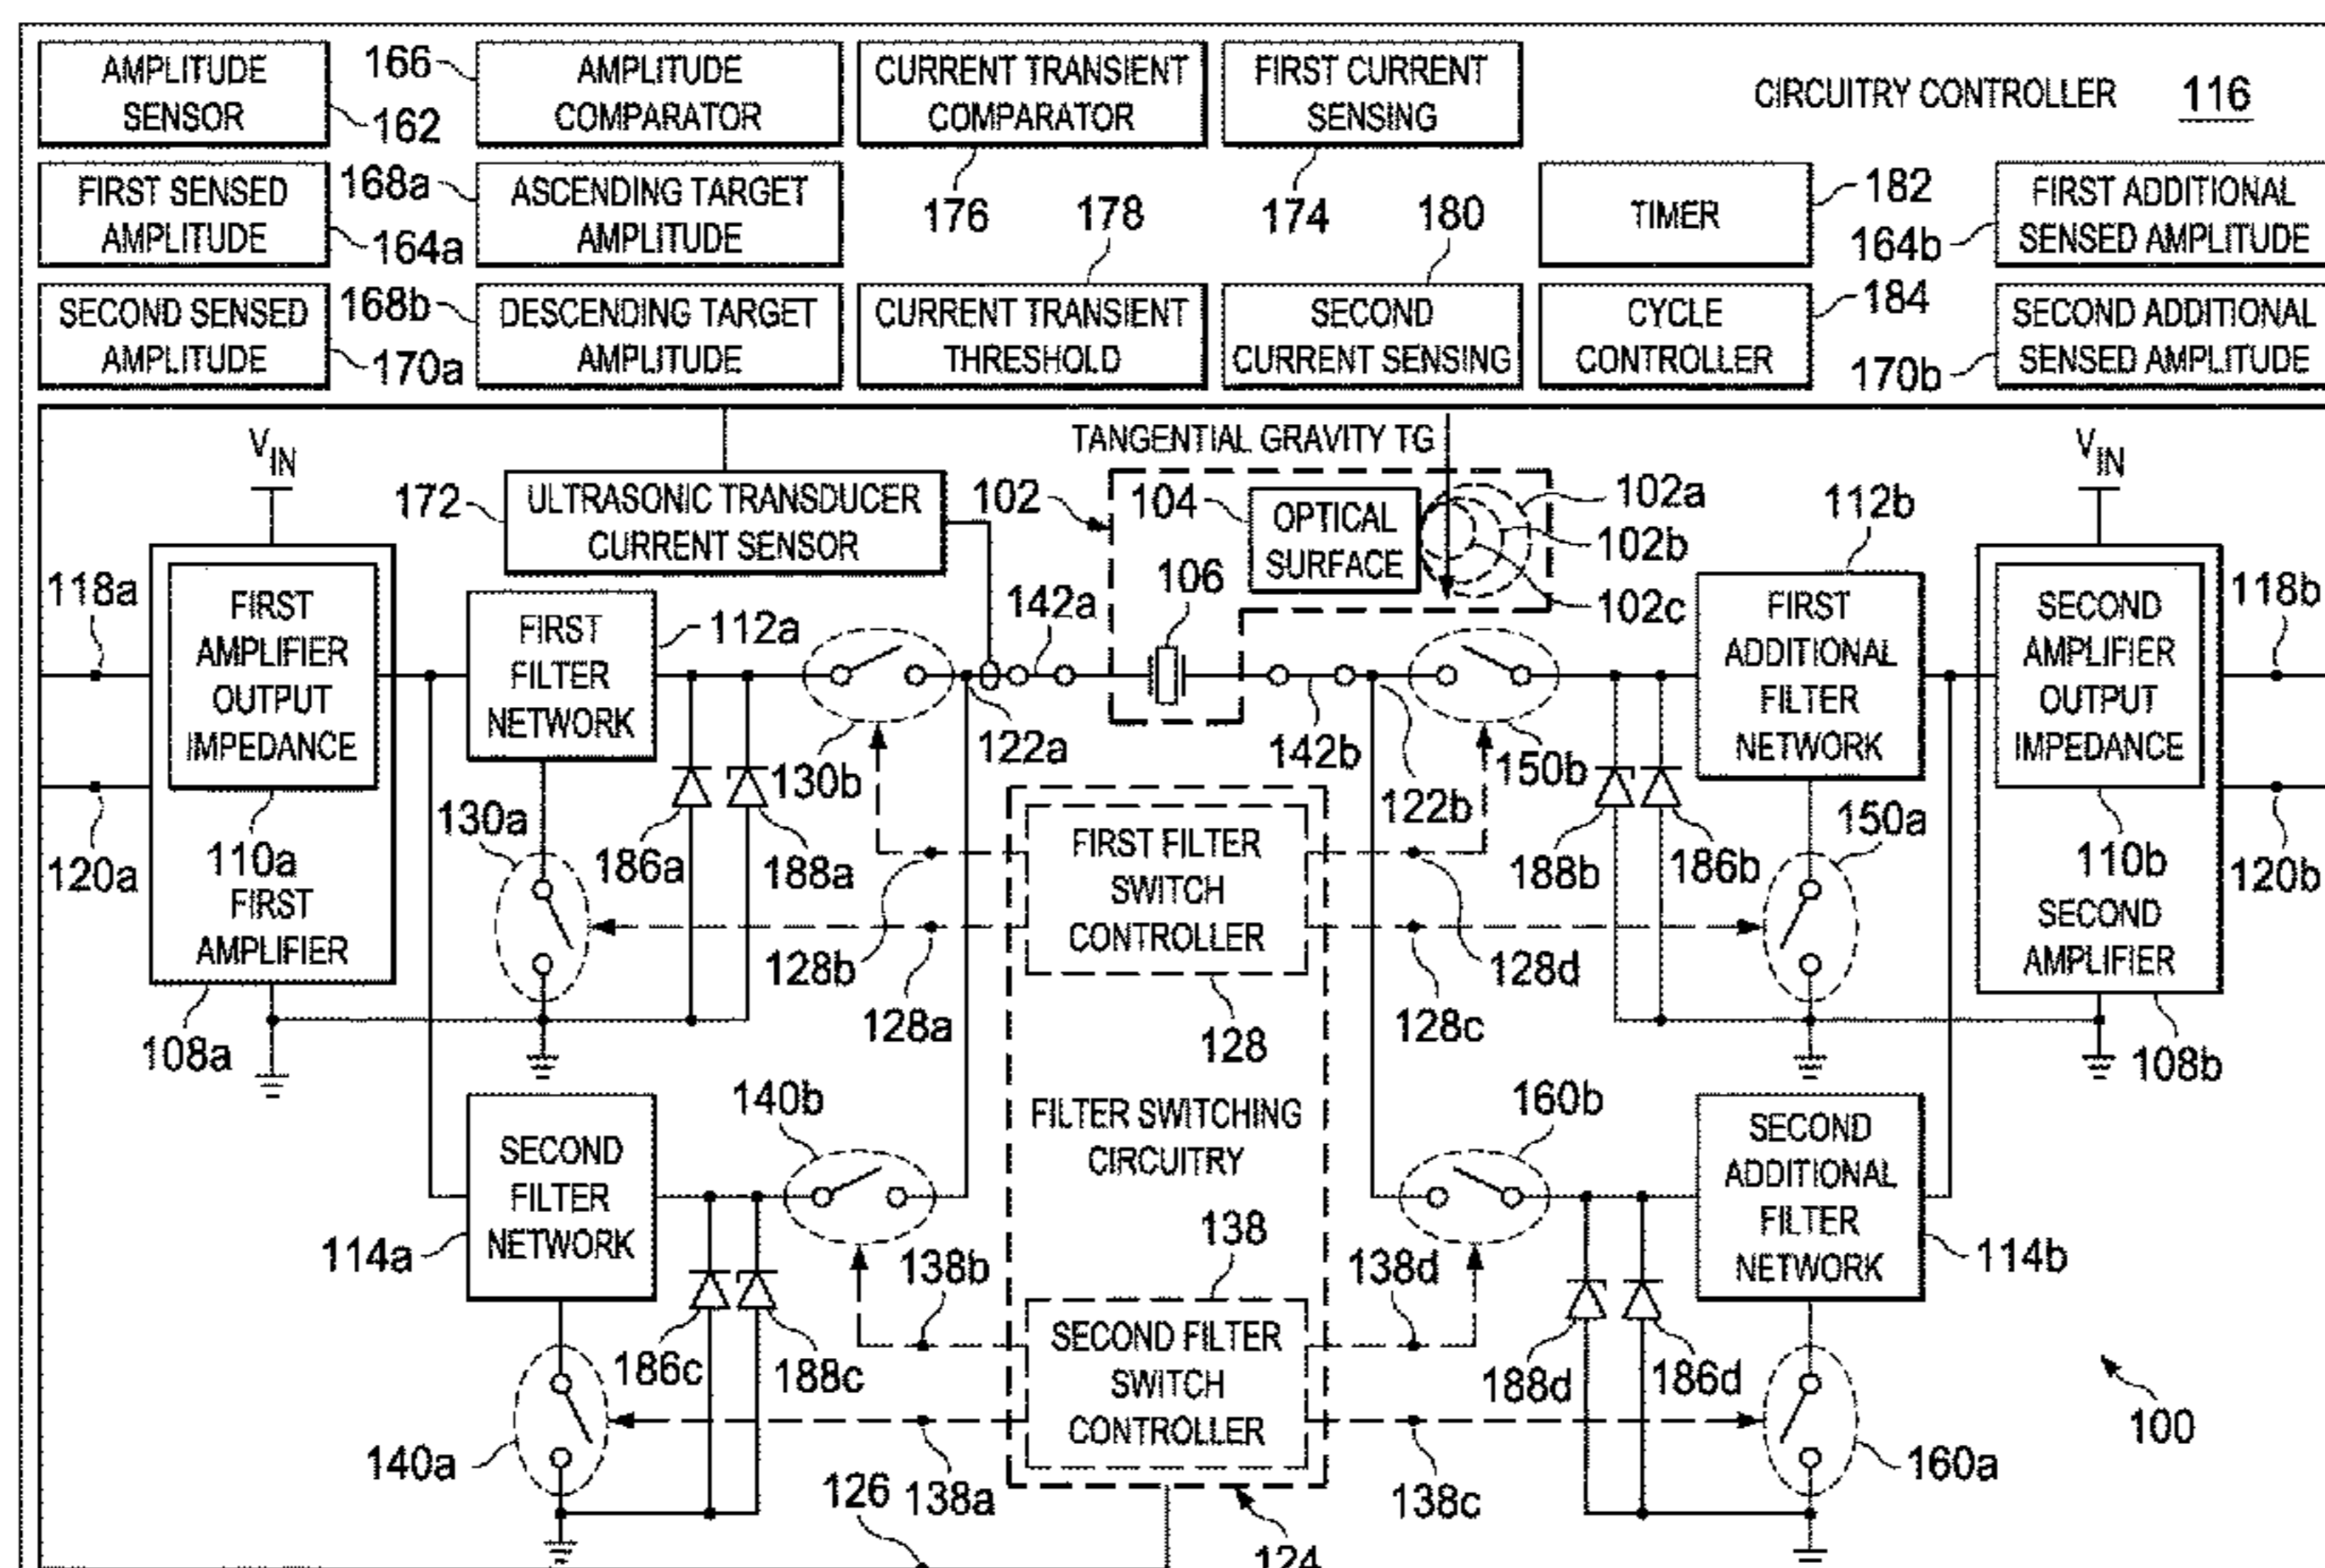 AMPLITUDE
SENSOR
162
166
AMPLITUDE
COMPARATOR
CURRENT TRANSIENT
COMPARATOR
176
FIRST CURRENT
SENSING
174
CIRCUITRY CONTROLLER 116
FIRST SENSED
AMPLITUDE
164a
168a
ASCENDING TARGET
AMPLITUDE
178
180
TIMER
182
164b
FIRST ADDITIONAL
SENSED AMPLITUDE
SECOND SENSED
AMPLITUDE
170a
168b
DESCENDING TARGET
AMPLITUDE
CURRENT TRANSIENT
THRESHOLD
SECOND
CURRENT SENSING
CYCLE
CONTROLLER
184
170b
SECOND ADDITIONAL
SENSED AMPLITUDE
VIN
172
ULTRASONIC TRANSDUCER
CURRENT SENSOR
TANGENTIAL GRAVITY TG
102
104
OPTICAL
SURFACE
102a
102b
102c
106
112b
VIN
118a
120a
FIRST
AMPLIFIER
OUTPUT
IMPEDANCE
110a
FIRST
AMPLIFIER
108a
FIRST
FILTER
NETWORK
112a
130a
130b
186a
188a
122a
142a
142b
122b
150b
188b
186b
FIRST
ADDITIONAL
FILTER
NETWORK
150a
SECOND
AMPLIFIER
OUTPUT
IMPEDANCE
110b
SECOND
AMPLIFIER
108b
118b
120b
FIRST FILTER
SWITCH
CONTROLLER
128
128b
128a
128d
128c
FILTER SWITCHING
CIRCUITRY
SECOND
FILTER
NETWORK
114a
140b
140a
186c
188c
138b
138a
138
SECOND FILTER
SWITCH
CONTROLLER
138d
138c
160b
188d
186d
SECOND
ADDITIONAL
FILTER
NETWORK
114b
160a
100
126
124